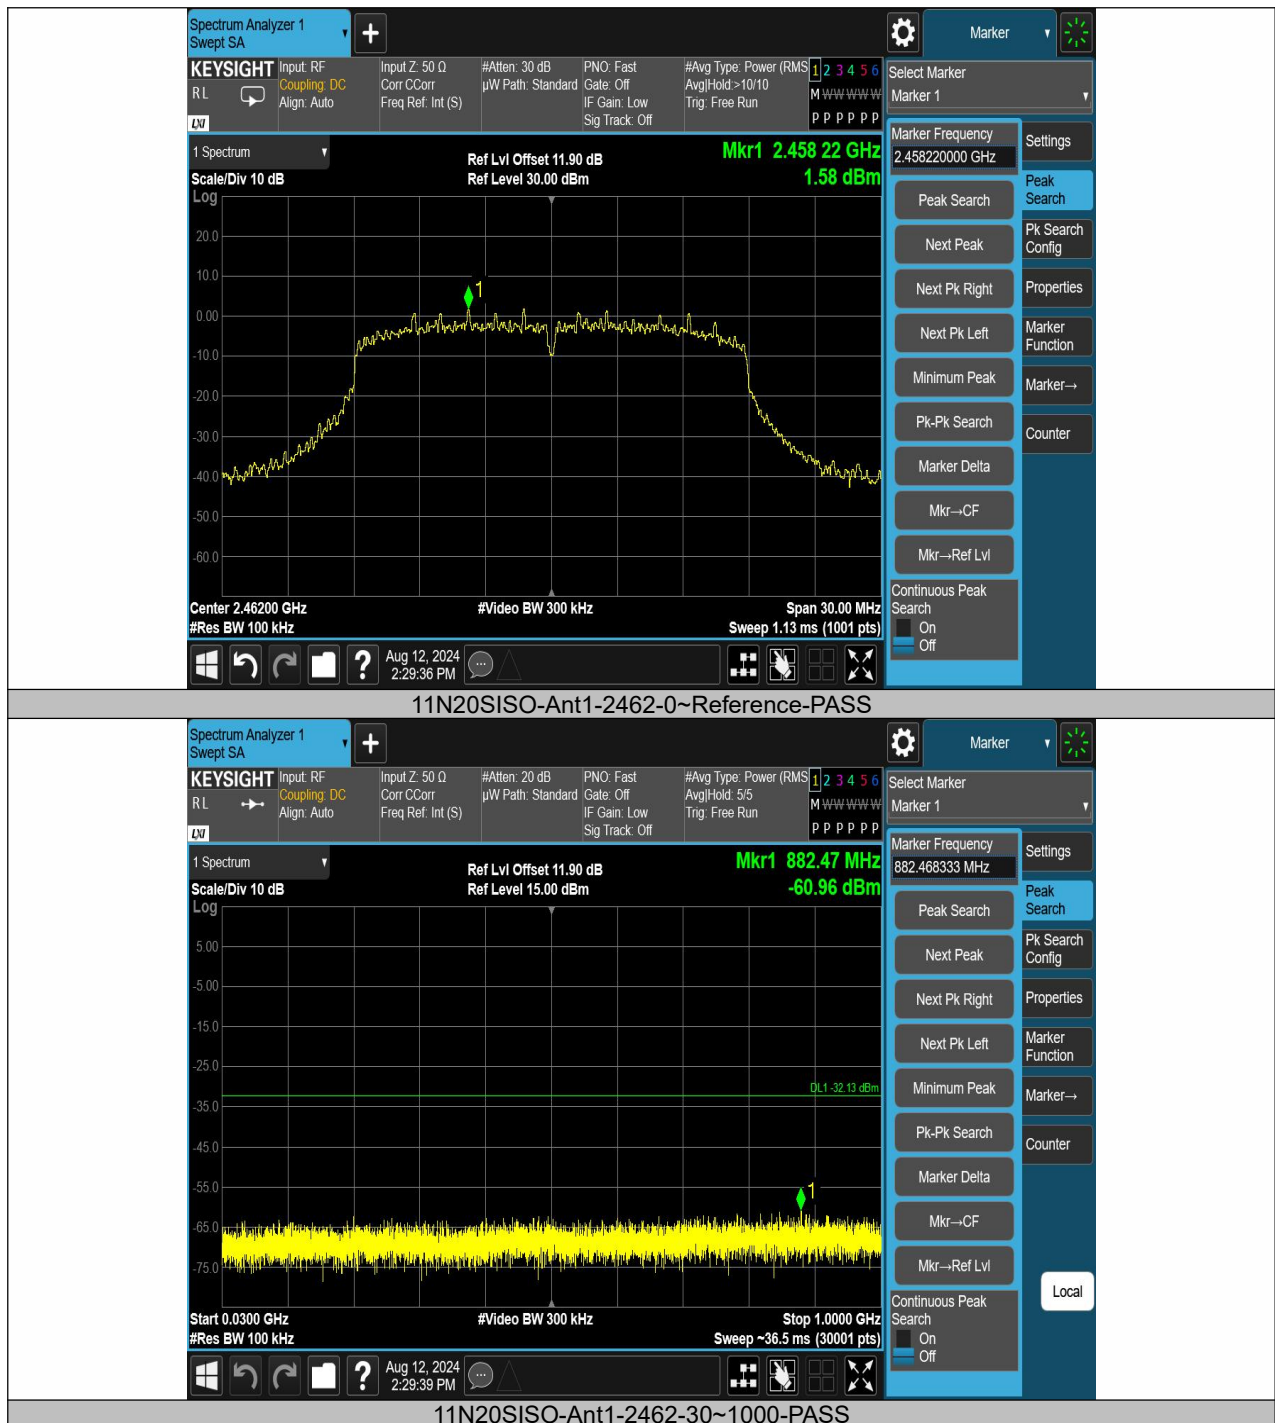 Spectrum Analyzer 1
Swept SA
Marker
KEYSIGHT
RL
LXI
Input: RF
Coupling: DC
Align: Auto
Input Z: 50 Ω
Corr CCorr
Freq Ref: Int (S)
#Atten: 30 dB
µW Path: Standard
PNO: Fast
Gate: Off
IF Gain: Low
Sig Track: Off
#Avg Type: Power (RMS
Avg|Hold:>10/10
Trig: Free Run
1 2 3 4 5 6
M W W W W W
P P P P P P
Select Marker
Marker 1
1 Spectrum
Scale/Div 10 dB
Log
Ref Lvl Offset 11.90 dB
Ref Level 30.00 dBm
Mkr1 2.458 22 GHz
1.58 dBm
20.0
10.0
0.00
-10.0
-20.0
-30.0
-40.0
-50.0
-60.0
1
Center 2.46200 GHz
#Res BW 100 kHz
#Video BW 300 kHz
Span 30.00 MHz
Sweep 1.13 ms (1001 pts)
Marker Frequency
2.458220000 GHz
Peak Search
Next Peak
Next Pk Right
Next Pk Left
Minimum Peak
Pk-Pk Search
Marker Delta
Mkr→CF
Mkr→Ref Lvl
Continuous Peak
Search
On
Off
Settings
Peak
Search
Pk Search
Config
Properties
Marker
Function
Marker→
Counter
?
Aug 12, 2024
2:29:36 PM
11N20SISO-Ant1-2462-0~Reference-PASS
Spectrum Analyzer 1
Swept SA
Marker
KEYSIGHT
RL
LXI
Input: RF
Coupling: DC
Align: Auto
Input Z: 50 Ω
Corr CCorr
Freq Ref: Int (S)
#Atten: 20 dB
µW Path: Standard
PNO: Fast
Gate: Off
IF Gain: Low
Sig Track: Off
#Avg Type: Power (RMS
Avg|Hold: 5/5
Trig: Free Run
1 2 3 4 5 6
M W W W W W
P P P P P P
Select Marker
Marker 1
1 Spectrum
Scale/Div 10 dB
Log
Ref Lvl Offset 11.90 dB
Ref Level 15.00 dBm
Mkr1 882.47 MHz
-60.96 dBm
5.00
-5.00
-15.0
-25.0
-35.0
-45.0
-55.0
-65.0
-75.0
DL1 -32.13 dBm
1
Start 0.0300 GHz
#Res BW 100 kHz
#Video BW 300 kHz
Stop 1.0000 GHz
Sweep ~36.5 ms (30001 pts)
Marker Frequency
882.468333 MHz
Peak Search
Next Peak
Next Pk Right
Next Pk Left
Minimum Peak
Pk-Pk Search
Marker Delta
Mkr→CF
Mkr→Ref Lvl
Continuous Peak
Search
On
Off
Settings
Peak
Search
Pk Search
Config
Properties
Marker
Function
Marker→
Counter
Local
?
Aug 12, 2024
2:29:39 PM
11N20SISO-Ant1-2462-30~1000-PASS